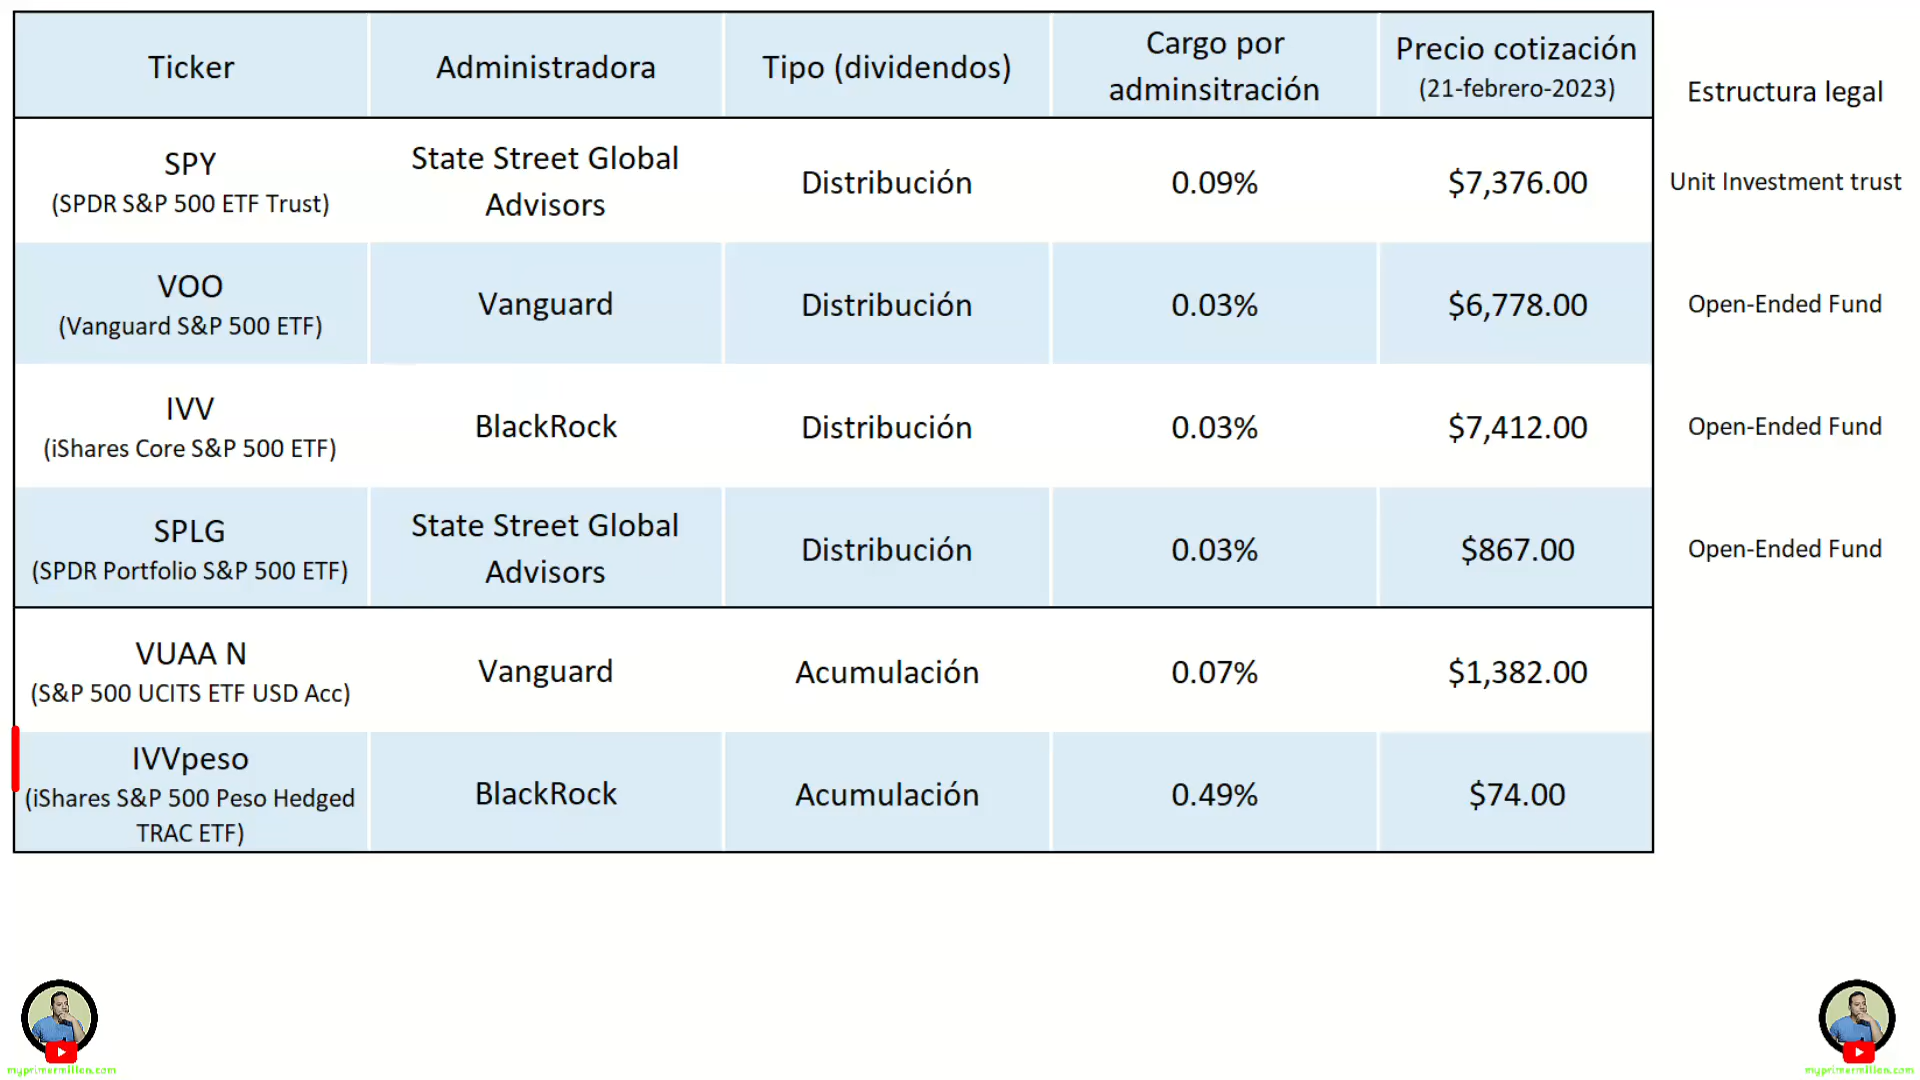 Ticker
Administradora
Tipo (dividendos)
Cargo por
adminsitración
Precio cotización
(21-febrero-2023)
Estructura legal
SPY
(SPDR S&P 500 ETF Trust)
State Street Global
Advisors
Distribución
0.09%
$7,376.00
Unit Investment trust
VOO
(Vanguard S&P 500 ETF)
Vanguard
Distribución
0.03%
$6,778.00
Open-Ended Fund
IVV
(iShares Core S&P 500 ETF)
BlackRock
Distribución
0.03%
$7,412.00
Open-Ended Fund
SPLG
(SPDR Portfolio S&P 500 ETF)
State Street Global
Advisors
Distribución
0.03%
$867.00
Open-Ended Fund
VUAA N
(S&P 500 UCITS ETF USD Acc)
Vanguard
Acumulación
0.07%
$1,382.00
IVVpeso
(iShares S&P 500 Peso Hedged
TRAC ETF)
BlackRock
Acumulación
0.49%
$74.00
myprimermillon.com
myprimermillon.com